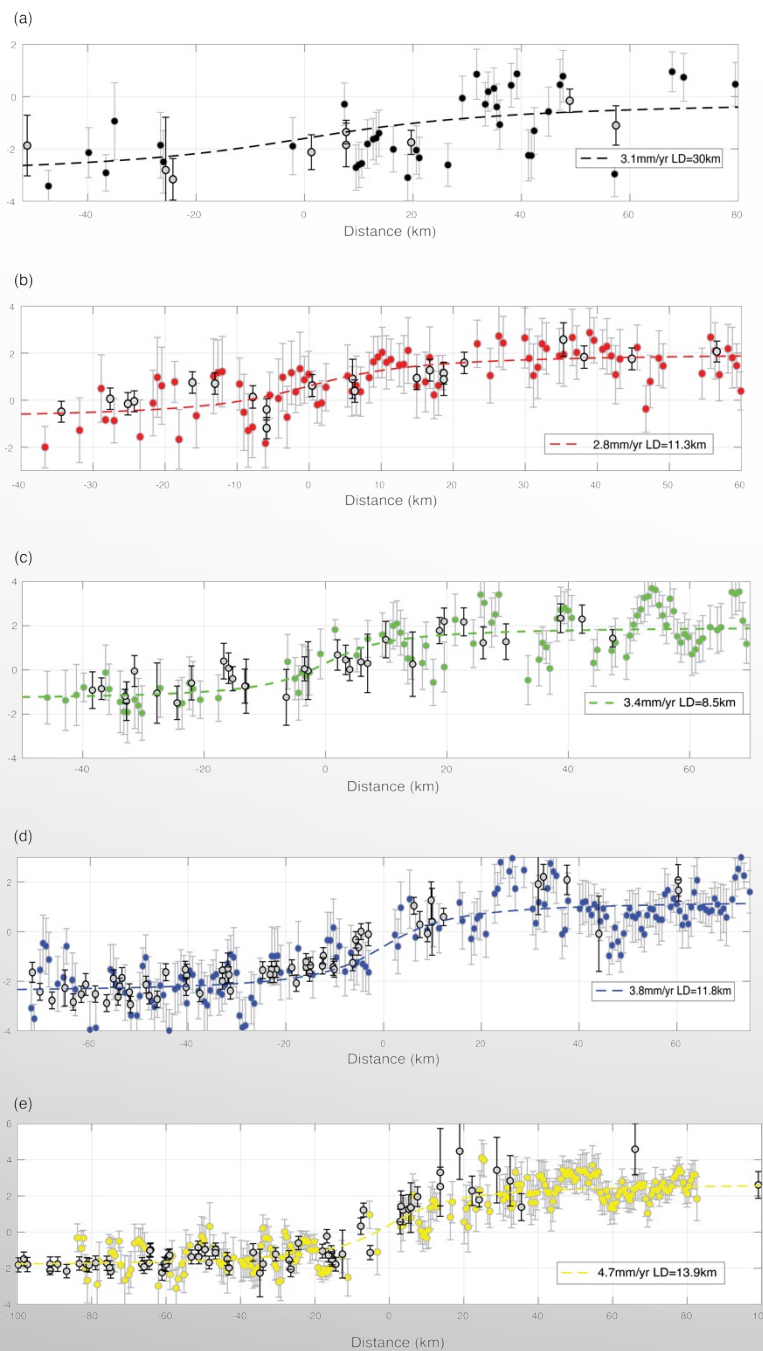 (a)
2
0
-2
-4
-40 -20 0 20 40 60 80
Distance (km)
3.1mm/yr LD=30km
(b)
4
2
0
-2
-40 -30 -20 -10 0 10 20 30 40 50 60
Distance (km)
2.8mm/yr LD=11.3km
(c)
4
2
0
-2
-4
-40 -20 0 20 40 60
Distance (km)
3.4mm/yr LD=8.5km
(d)
2
0
-2
-4
-60 -40 -20 0 20 40 60
Distance (km)
3.8mm/yr LD=11.8km
(e)
6
4
2
0
-2
-4
-100 -80 -60 -40 -20 0 20 40 60 80
Distance (km)
4.7mm/yr LD=13.9km